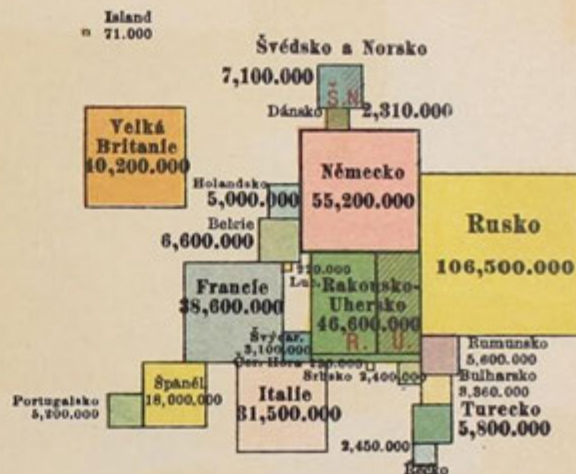 Island
71.000
Švédsko a Norsko
7,100.000
Š. N.
Dánsko
2,310.000
Velká
Britanie
40,200.000
Německo
55,200.000
Holandsko
5,000.000
Rusko
106,500.000
Belgie
6,600.000
220.000
Francie
38,600.000
Rakousko-
Uhersko
46,600.000
R. U.
Švýcar.
3,100.000
Rumunsko
5,600.000
Čer. Hora
Srbsko 2,400.000
Španěl.
18,000.000
Bulharsko
3,360.000
Italie
31,500.000
Portugalsko
5,200.000
Turecko
5,800.000
2,450.000
Řecko